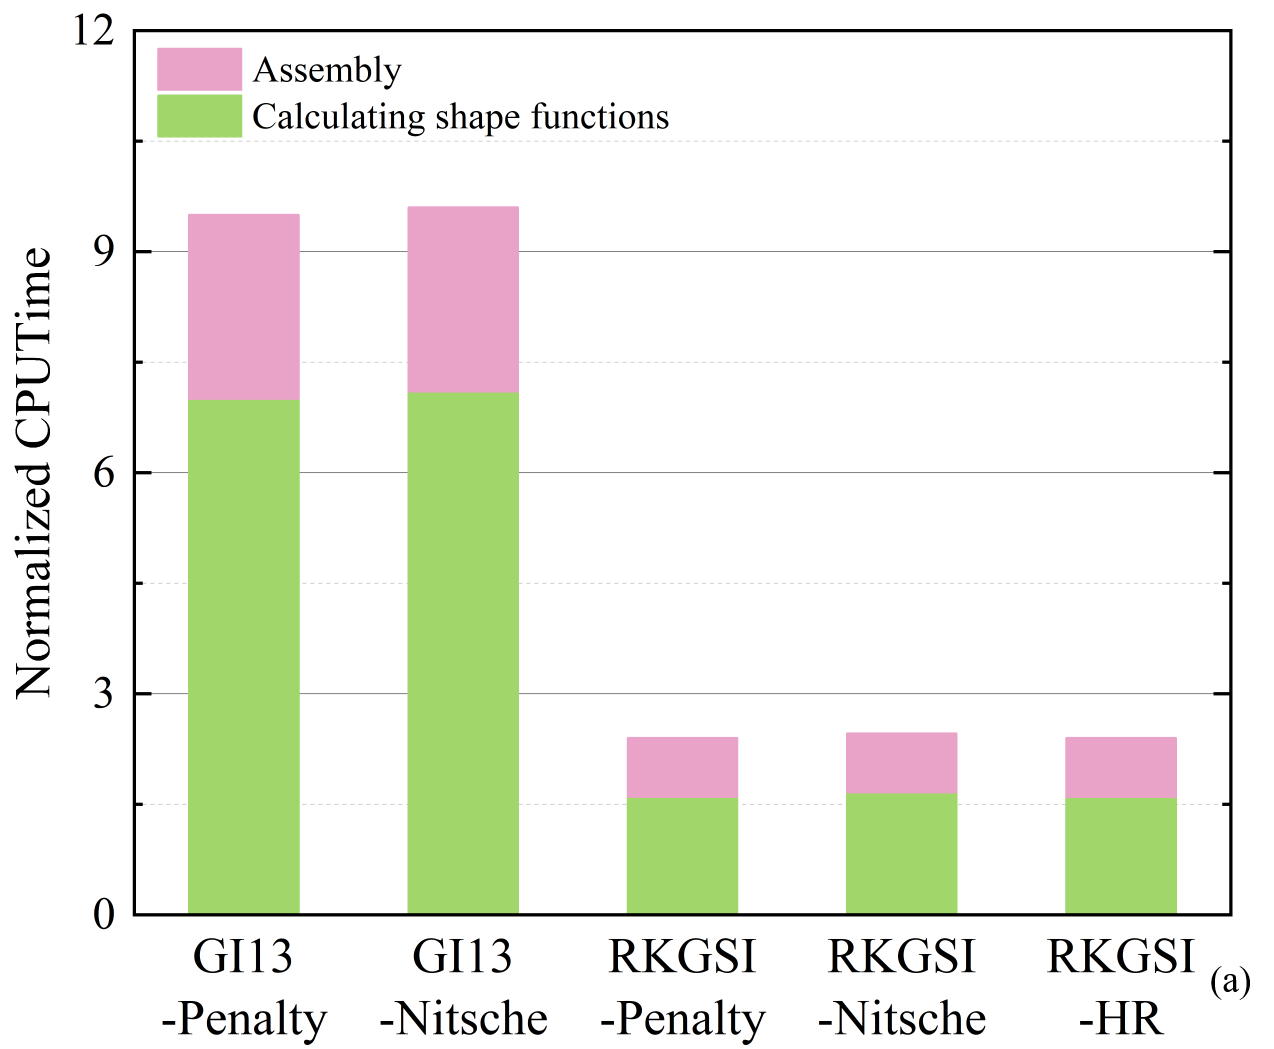 12
Assembly
Calculating shape functions
9
6
3
0
Normalized CPUTime
GI13
-Penalty
GI13
-Nitsche
RKGSI
-Penalty
RKGSI
-Nitsche
RKGSI
-HR
(a)